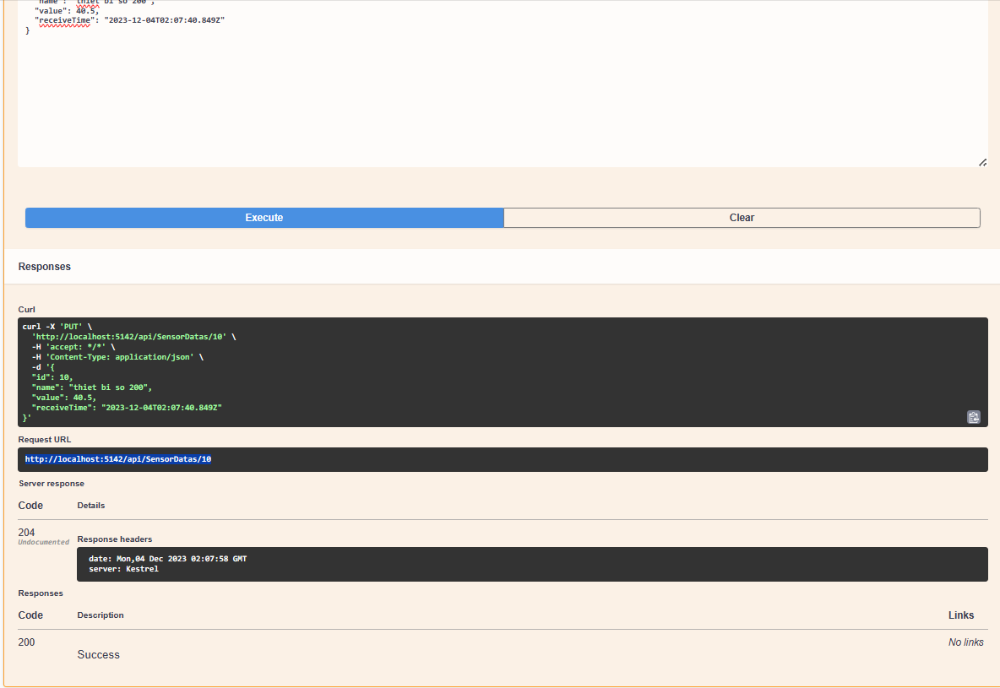 "name": "thiet bi so 200",
"value": 40.5,
"receiveTime": "2023-12-04T02:07:40.849Z"
}
Execute
Clear
Responses
Curl
curl -X 'PUT' \
'http://localhost:5142/api/SensorDatas/10' \
-H 'accept: */*' \
-H 'Content-Type: application/json' \
-d '{
"id": 10,
"name": "thiet bi so 200",
"value": 40.5,
"receiveTime": "2023-12-04T02:07:40.849Z"
}'
Request URL
http://localhost:5142/api/SensorDatas/10
Server response
Code Details
204
Undocumented
Response headers
date: Mon,04 Dec 2023 02:07:58 GMT
server: Kestrel
Responses
Code Description Links
200 No links
Success